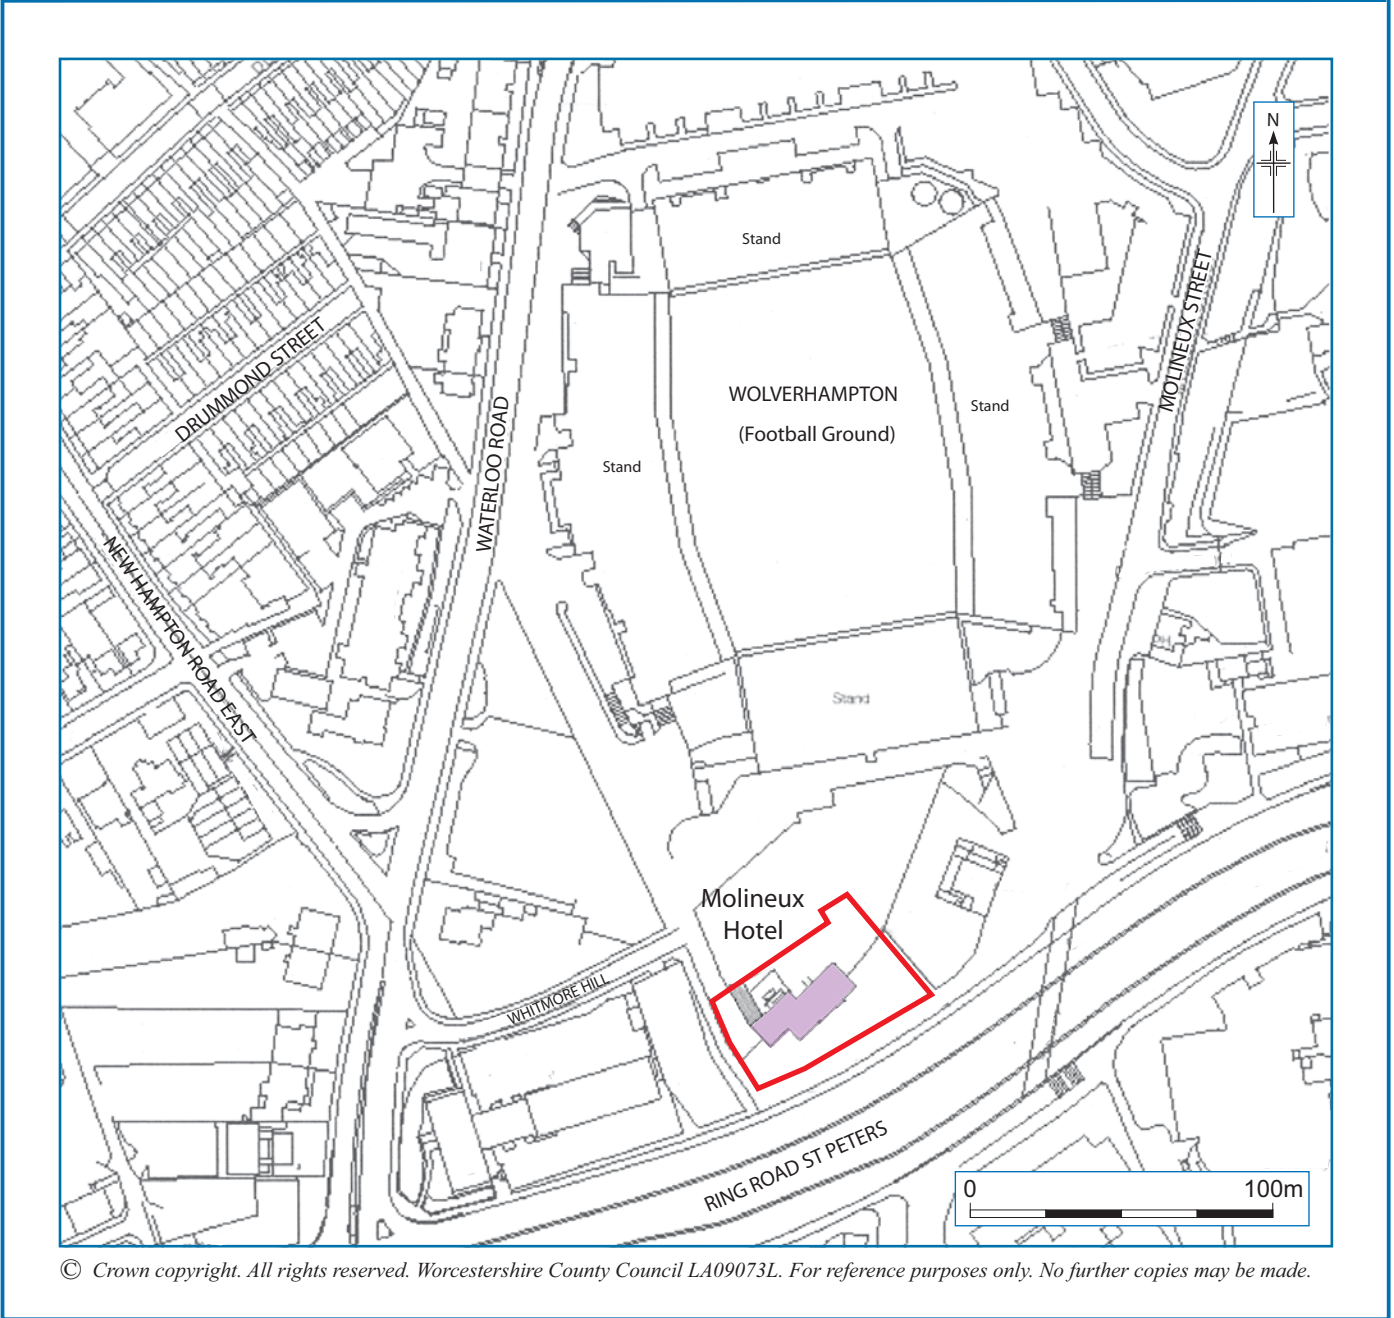 N
Stand
MOLINEUX STREET
DRUMMOND STREET
WOLVERHAMPTON
(Football Ground)
Stand
WATERLOO ROAD
Stand
NEW HAMPTON ROAD EAST
PH
Stand
Molineux
Hotel
WHITMORE HILL
RING ROAD ST PETERS
0 100m
© Crown copyright. All rights reserved. Worcestershire County Council LA09073L. For reference purposes only. No further copies may be made.